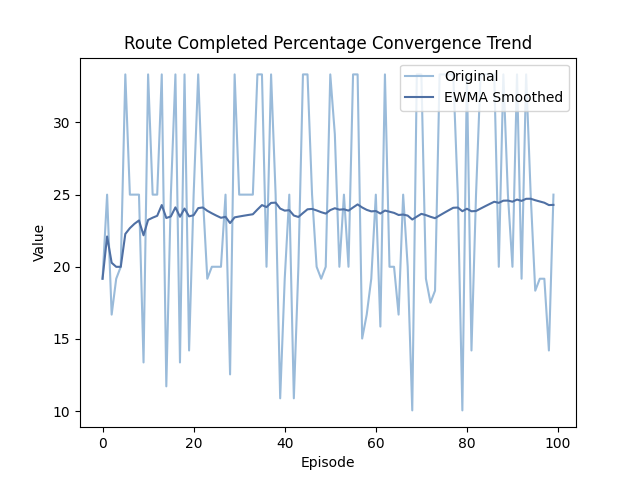 Route Completed Percentage Convergence Trend
Original
EWMA Smoothed
Value
30
25
20
15
10
0 20 40 60 80 100
Episode